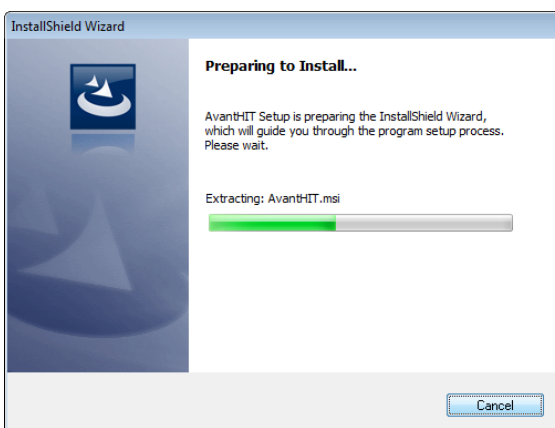 InstallShield Wizard
Preparing to Install...
AvantHIT Setup is preparing the InstallShield Wizard,
which will guide you through the program setup process.
Please wait.
Extracting: AvantHIT.msi
Cancel